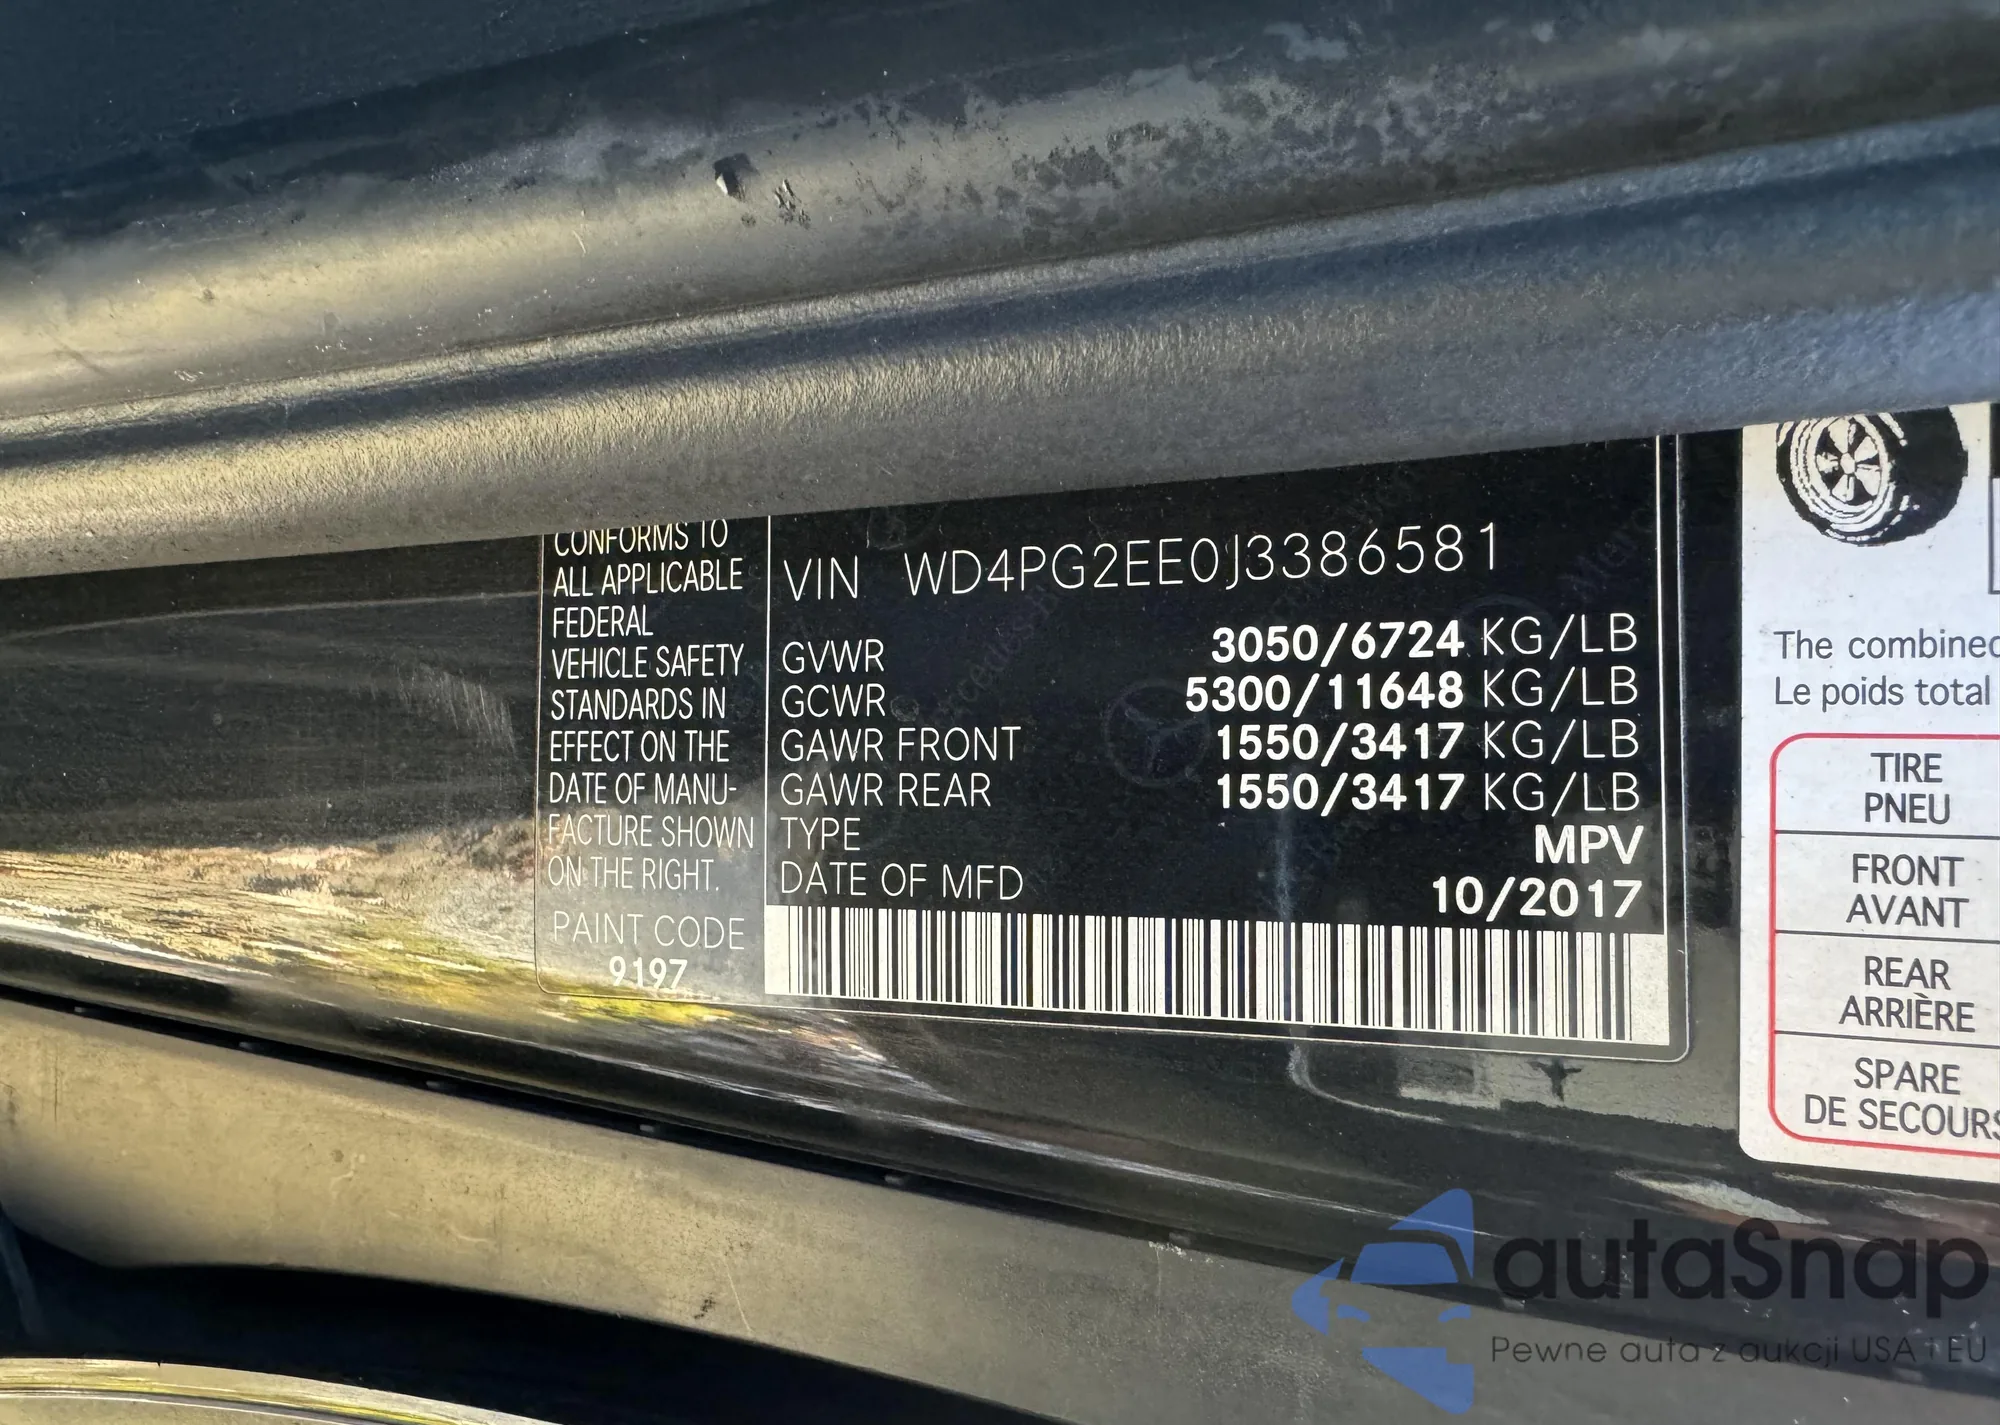 CONFORMS TO
ALL APPLICABLE
FEDERAL
VEHICLE SAFETY
STANDARDS IN
EFFECT ON THE
DATE OF MANU-
FACTURE SHOWN
ON THE RIGHT.
PAINT CODE
9197
VIN WD4PG2EE0J3386581
GVWR 3050/6724 KG/LB
GCWR 5300/11648 KG/LB
GAWR FRONT 1550/3417 KG/LB
GAWR REAR 1550/3417 KG/LB
TYPE MPV
DATE OF MFD 10/2017
The combined
Le poids total
TIRE
PNEU
FRONT
AVANT
REAR
ARRIÈRE
SPARE
DE SECOURS
autaSnap
Pewne auta z aukcji USA i EU